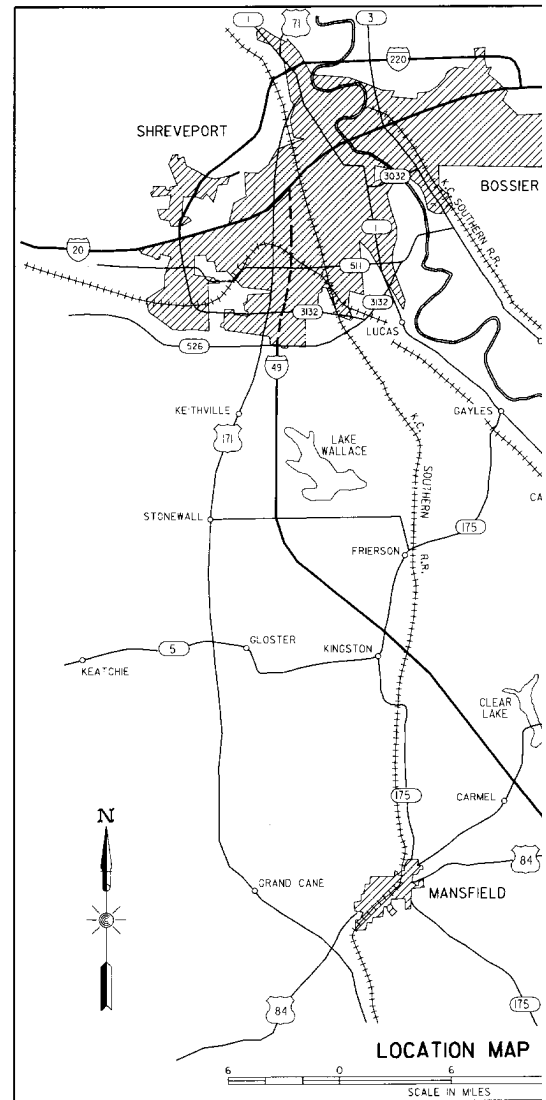 1
71
3
220
SHREVEPORT
3032
BOSSIER
K.C. SOUTHERN R.R.
1
20
511
3132
3132
LUCAS
526
49
KEITHVILLE
GAYLES
171
LAKE
WALLACE
K.C. SOUTHERN R.R.
CA
STONEWALL
175
FRIERSON
5
GLOSTER
KINGSTON
KEATCHIE
CLEAR
LAKE
175
CARMEL
N
84
GRAND CANE
MANSFIELD
175
84
LOCATION MAP
6 0 6
SCALE IN MILES